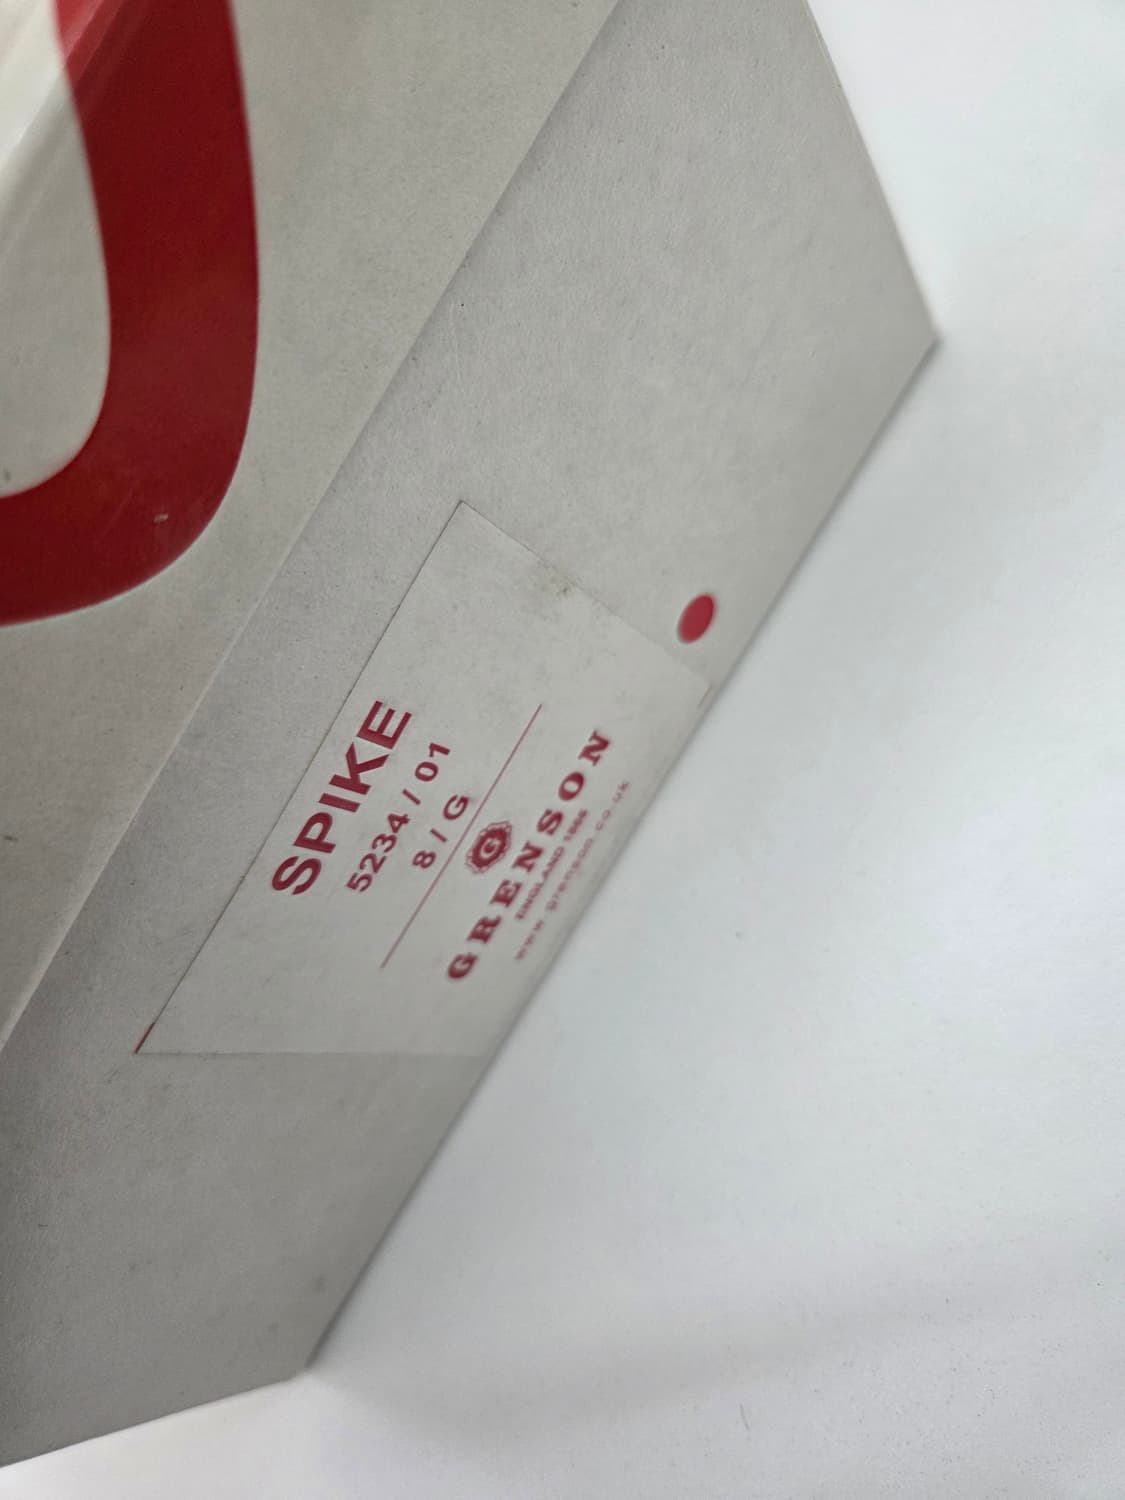 SPIKE
5234 / 01
8 / G
G
GRENSON
ENGLAND 1866
www.grenson.co.uk